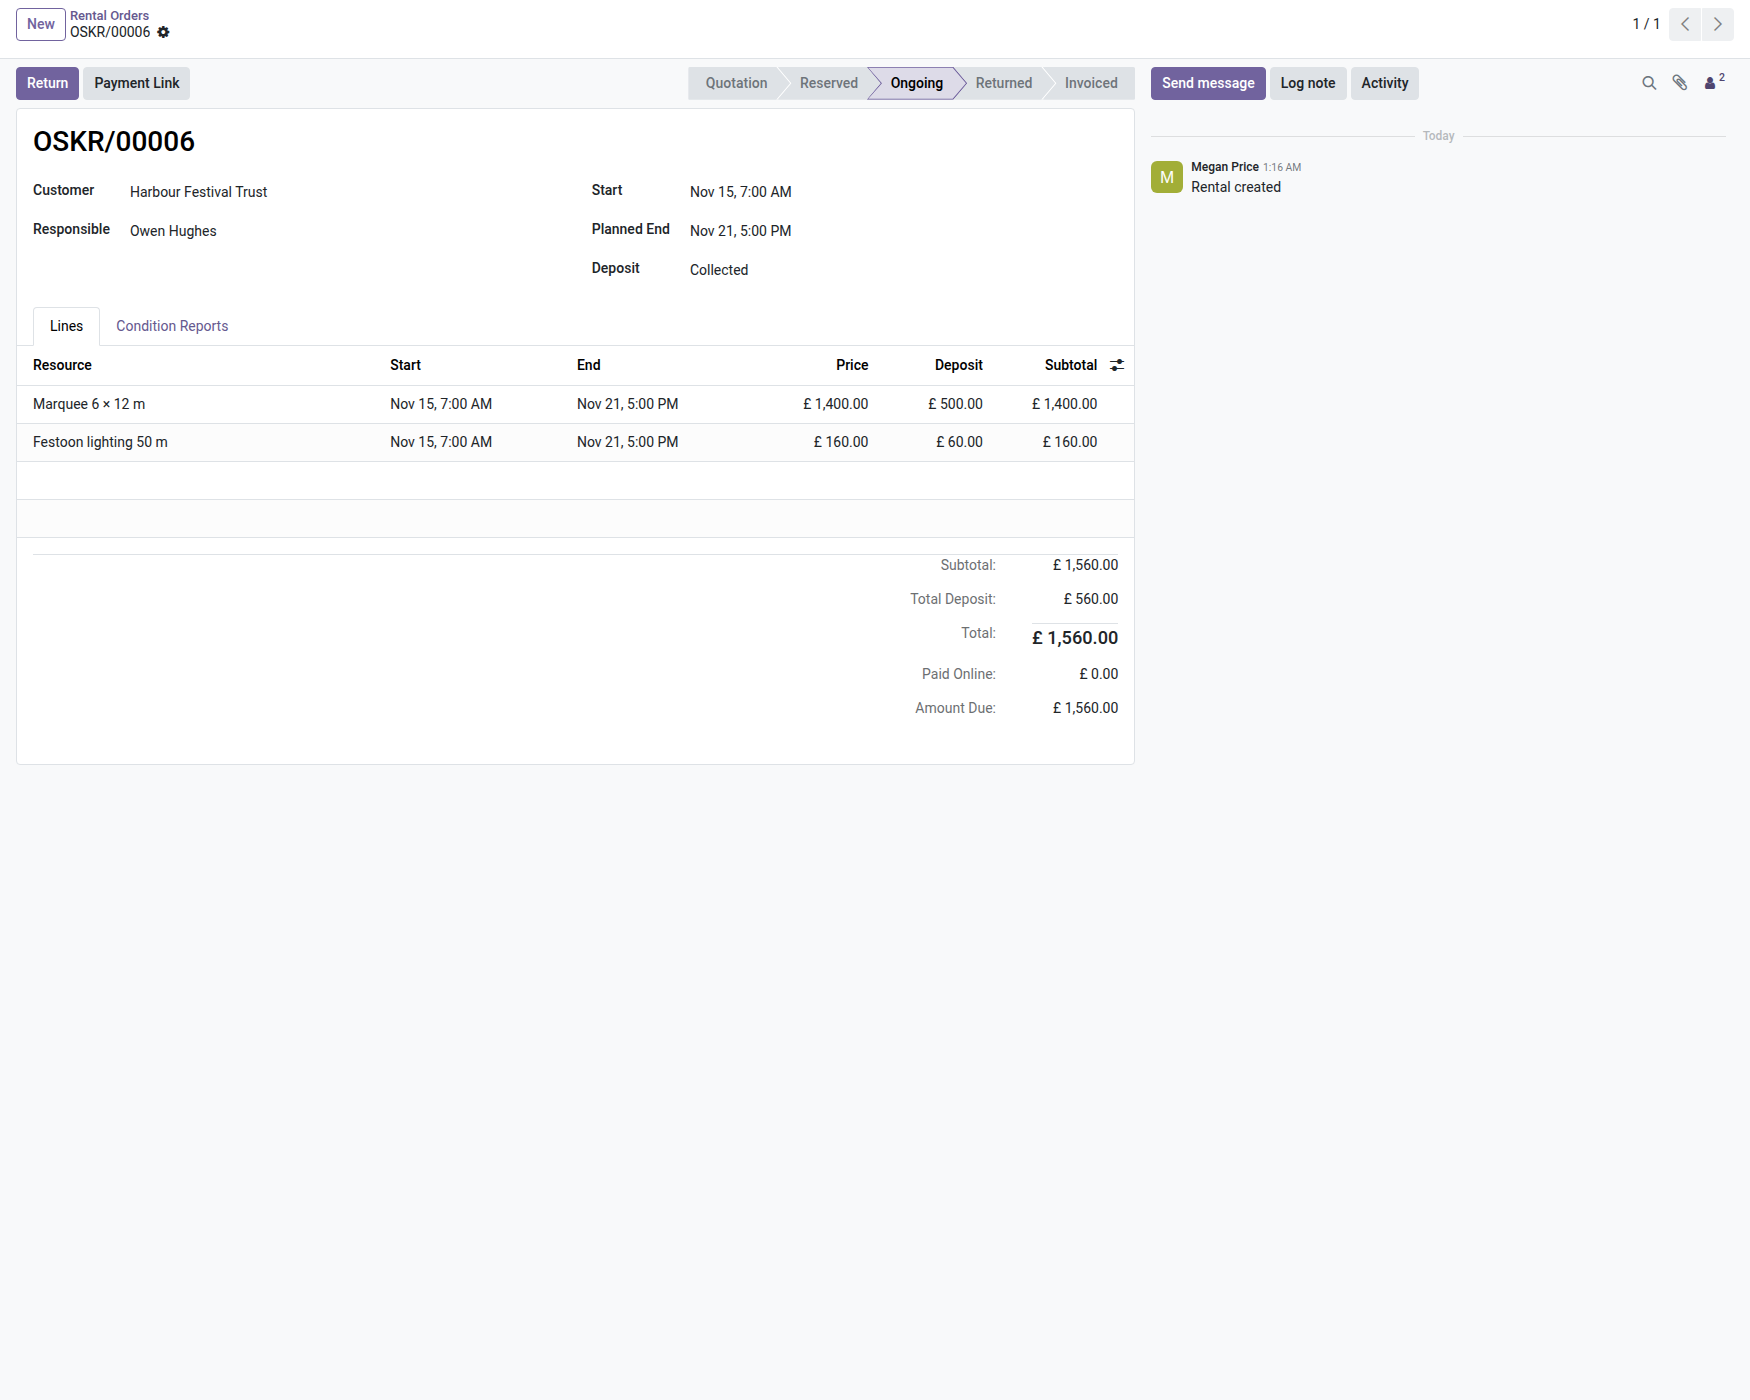 New
Rental Orders
OSKR/00006
1 / 1
Return
Payment Link
Quotation
Reserved
Ongoing
Returned
Invoiced
Send message
Log note
Activity
2
OSKR/00006
Customer Harbour Festival Trust
Responsible Owen Hughes
Start Nov 15, 7:00 AM
Planned End Nov 21, 5:00 PM
Deposit Collected
Lines
Condition Reports
Resource Start End Price Deposit Subtotal
Marquee 6 × 12 m Nov 15, 7:00 AM Nov 21, 5:00 PM £ 1,400.00 £ 500.00 £ 1,400.00
Festoon lighting 50 m Nov 15, 7:00 AM Nov 21, 5:00 PM £ 160.00 £ 60.00 £ 160.00
Subtotal: £ 1,560.00
Total Deposit: £ 560.00
Total: £ 1,560.00
Paid Online: £ 0.00
Amount Due: £ 1,560.00
Today
M
Megan Price 1:16 AM
Rental created